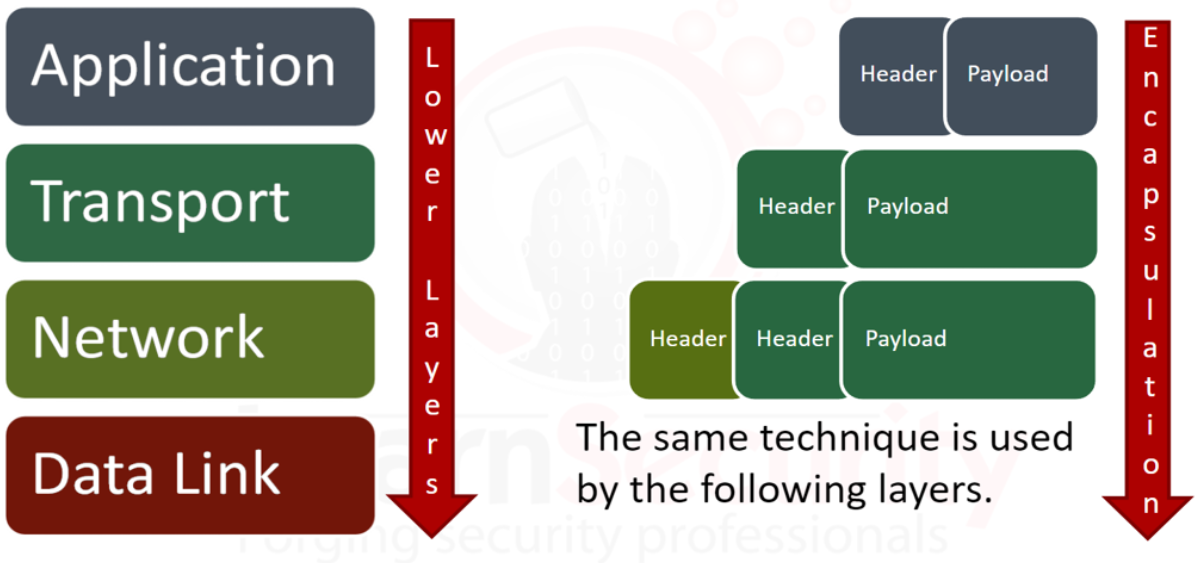 Application
Transport
Network
Data Link
Lower Layers
Header Payload
Header Payload
Header Header Payload
The same technique is used
by the following layers.
Encapsulation
eLearnSecurity
Forging security professionals